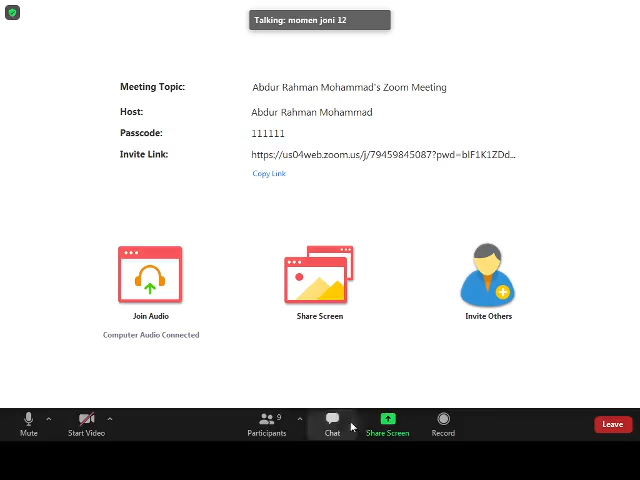 Talking: momen joni 12
Meeting Topic: Abdur Rahman Mohammad's Zoom Meeting
Host: Abdur Rahman Mohammad
Passcode: 111111
Invite Link: https://us04web.zoom.us/j/79459845087?pwd=blF1K1ZDd...
Copy Link
Join Audio
Share Screen
Invite Others
Computer Audio Connected
9
Mute
Start Video
Participants
Chat
Share Screen
Record
Leave